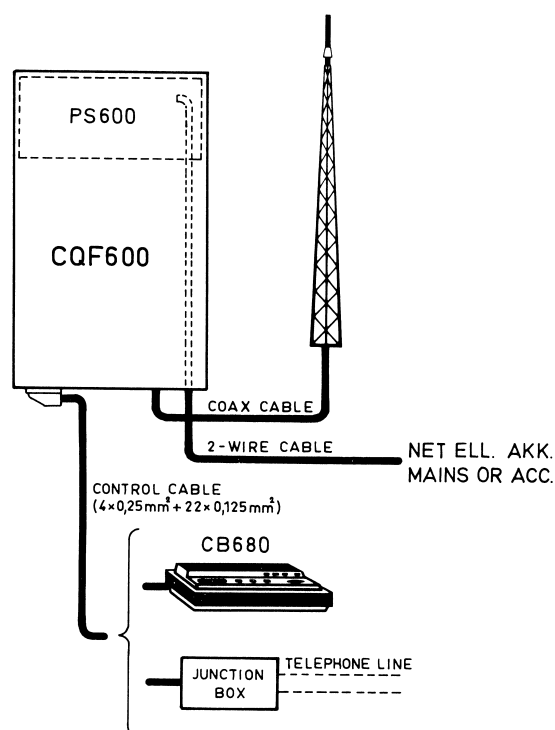 PS600
CQF600
COAX CABLE
2-WIRE CABLE
NET ELL. AKK.
MAINS OR ACC.
CONTROL CABLE
(4×0,25mm²+22×0,125mm²)
CB680
JUNCTION
BOX
TELEPHONE LINE